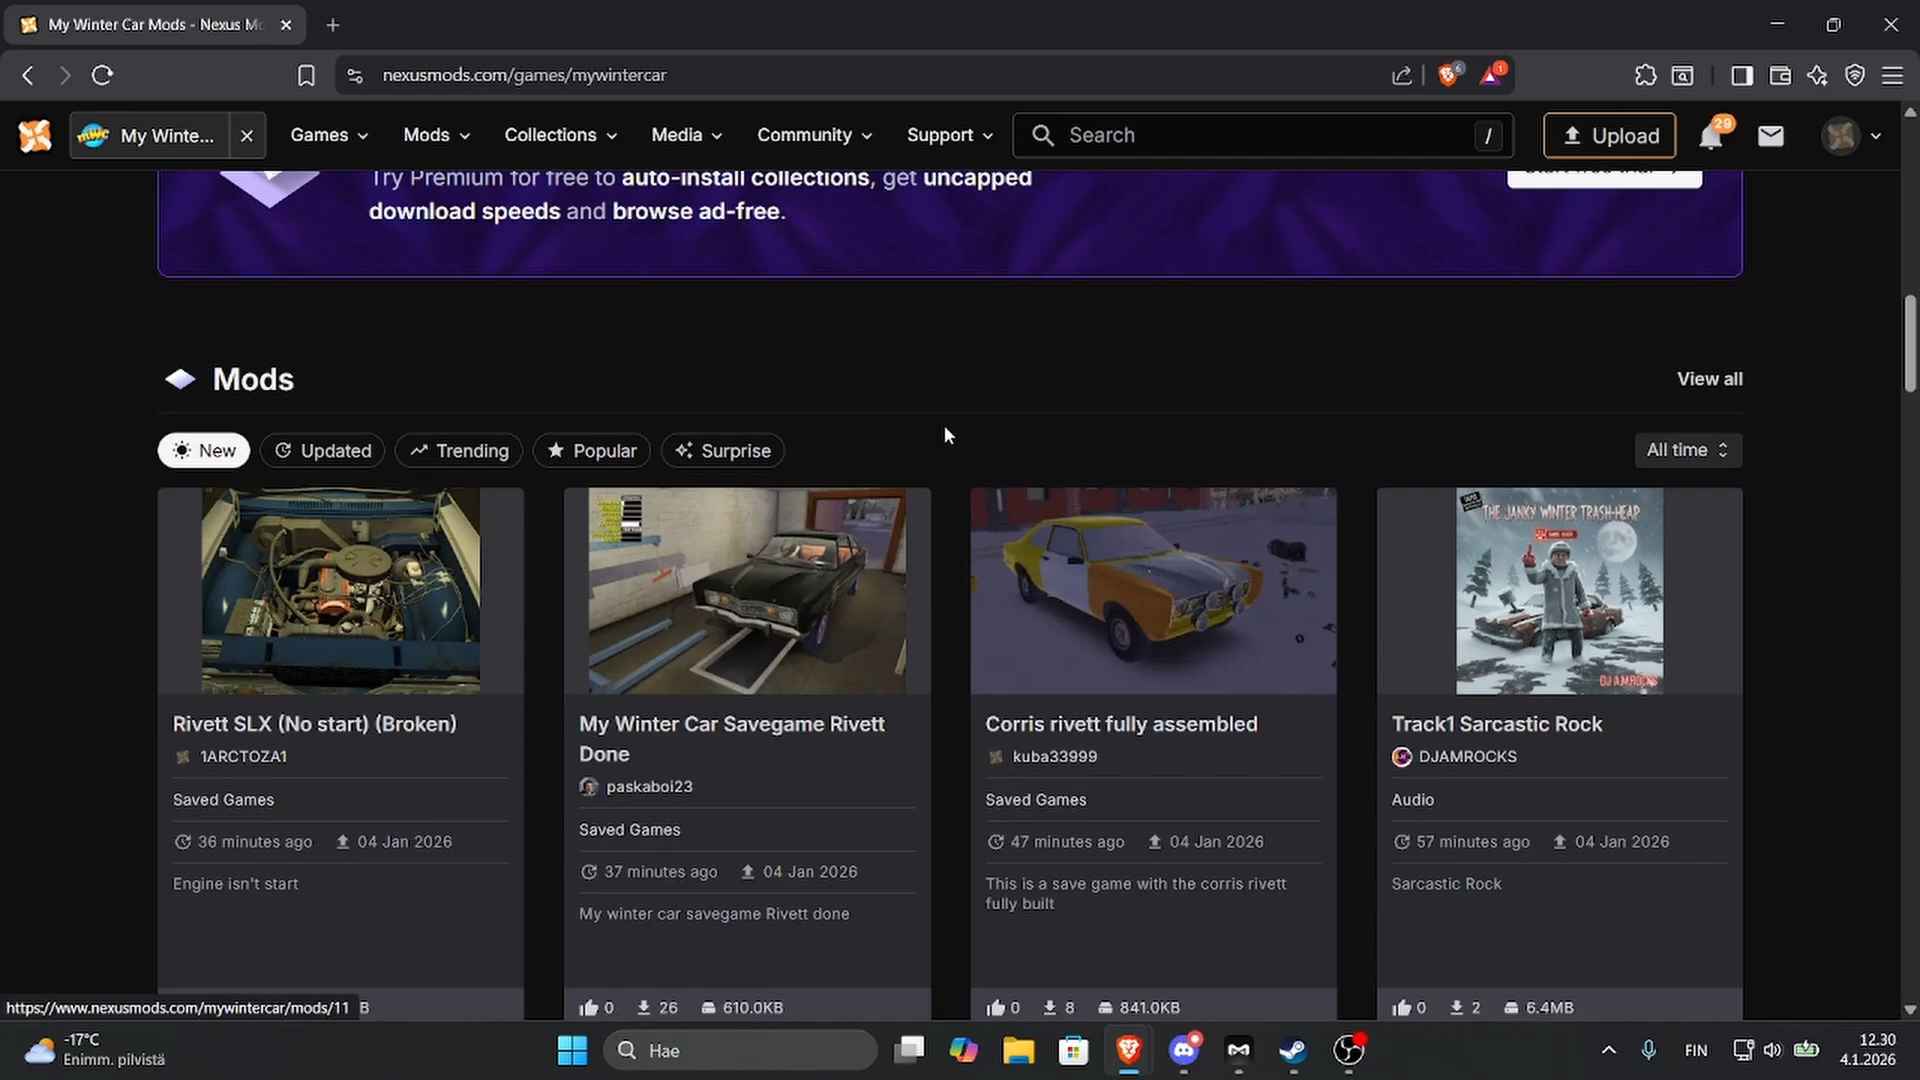 My Winter Car Mods - Nexus Mo
nexusmods.com/games/mywintercar
6
1
mwc
My Winte...
Games
Mods
Collections
Media
Community
Support
Search
/
Upload
29
Try Premium for free to auto-install collections, get uncapped
download speeds and browse ad-free.
Mods
View all
New
Updated
Trending
Popular
Surprise
All time
THE JANKY WINTER TRASH-HEAP
DJ A.M.ROCKS
Rivett SLX (No start) (Broken)
1ARCTOZA1
Saved Games
36 minutes ago
04 Jan 2026
Engine isn't start
My Winter Car Savegame Rivett
Done
paskaboi23
Saved Games
37 minutes ago
04 Jan 2026
My winter car savegame Rivett done
0
26
610.0KB
Corris rivett fully assembled
kuba33999
Saved Games
47 minutes ago
04 Jan 2026
This is a save game with the corris rivett
fully built
0
8
841.0KB
Track1 Sarcastic Rock
DJAMROCKS
Audio
57 minutes ago
04 Jan 2026
Sarcastic Rock
0
2
6.4MB
https://www.nexusmods.com/mywintercar/mods/11
B
-17°C
Enimm. pilvistä
Hae
FIN
12.30
4.1.2026